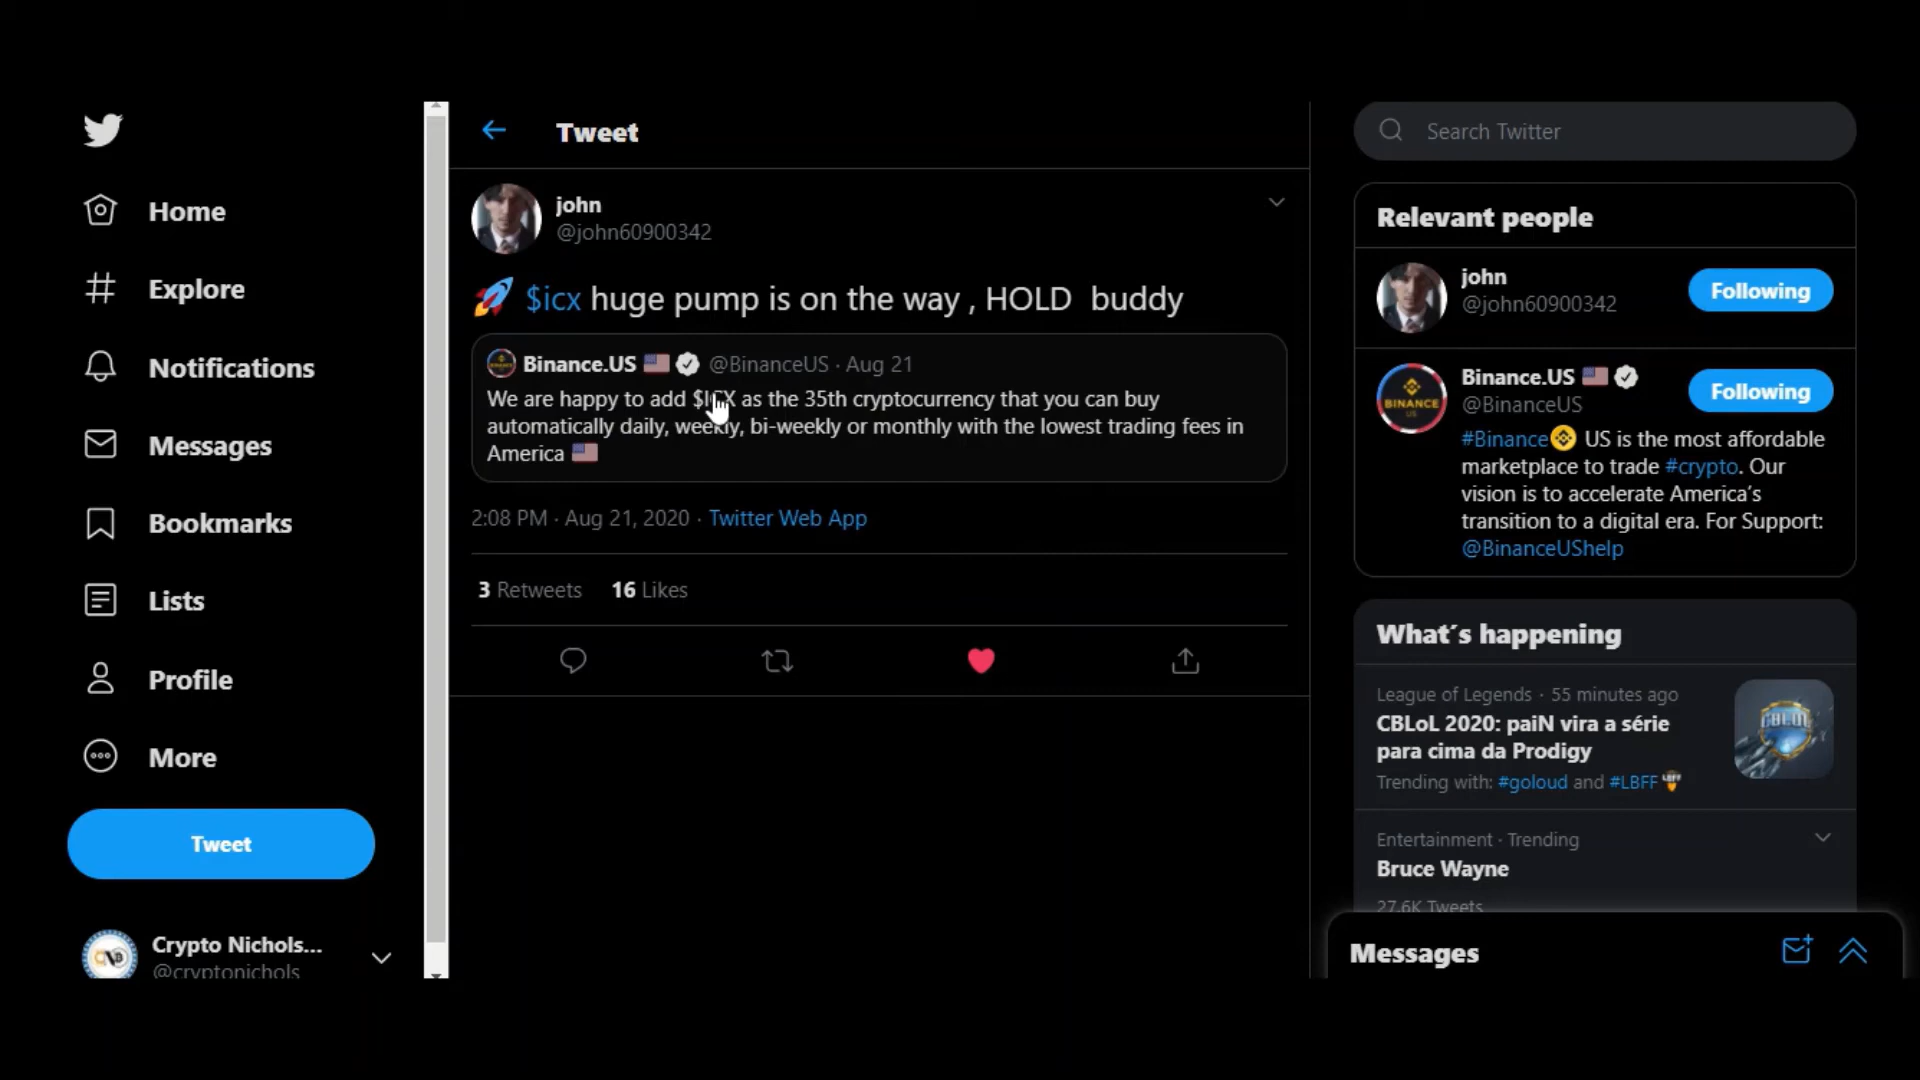 Home
Explore
Notifications
Messages
Bookmarks
Lists
Profile
More
Tweet
Crypto Nichols...
@cryptonichols
Tweet
john
@john60900342
$icx huge pump is on the way , HOLD buddy
Binance.US @BinanceUS · Aug 21
We are happy to add $ICX as the 35th cryptocurrency that you can buy
automatically daily, weekly, bi-weekly or monthly with the lowest trading fees in
America
2:08 PM · Aug 21, 2020 · Twitter Web App
3 Retweets 16 Likes
Search Twitter
Relevant people
john
@john60900342
Following
Binance.US
@BinanceUS
Following
BINANCE
US
#Binance US is the most affordable
marketplace to trade #crypto. Our
vision is to accelerate America's
transition to a digital era. For Support:
@BinanceUShelp
What's happening
League of Legends · 55 minutes ago
CBLoL 2020: paiN vira a série
para cima da Prodigy
Trending with: #goloud and #LBFF
CBLOL
Entertainment · Trending
Bruce Wayne
27.6K Tweets
Messages